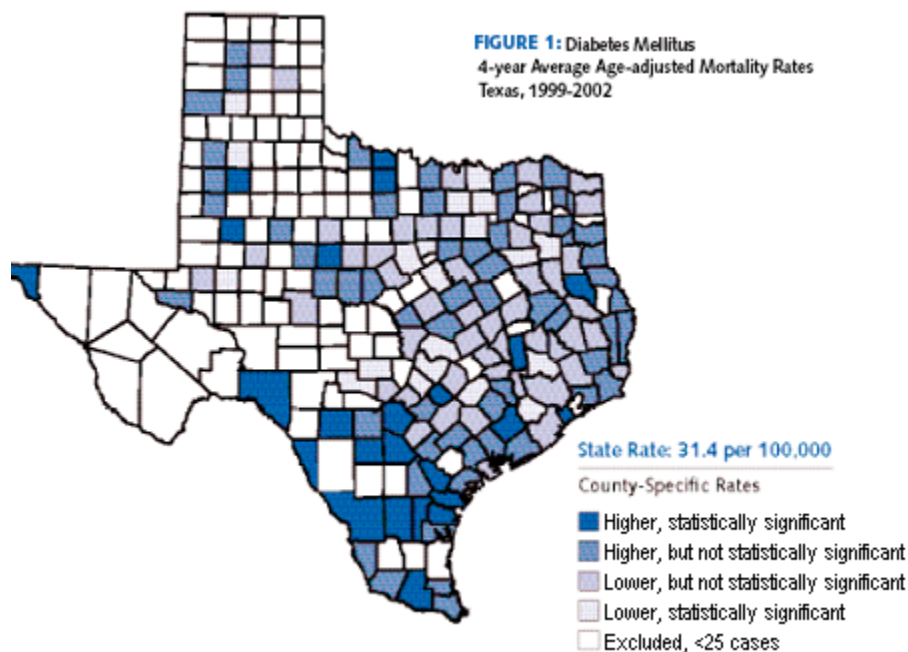 FIGURE 1: Diabetes Mellitus
4-year Average Age-adjusted Mortality Rates
Texas, 1999-2002
State Rate: 31.4 per 100,000
County-Specific Rates
Higher, statistically significant
Higher, but not statistically significant
Lower, but not statistically significant
Lower, statistically significant
Excluded, <25 cases